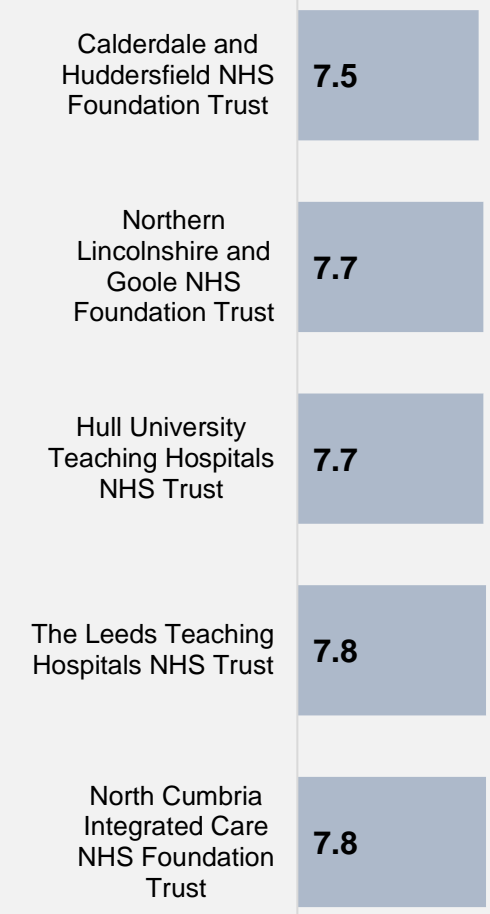 Calderdale and
Huddersfield NHS
Foundation Trust
7.5
Northern
Lincolnshire and
Goole NHS
Foundation Trust
7.7
Hull University
Teaching Hospitals
NHS Trust
7.7
The Leeds Teaching
Hospitals NHS Trust
7.8
North Cumbria
Integrated Care
NHS Foundation
Trust
7.8